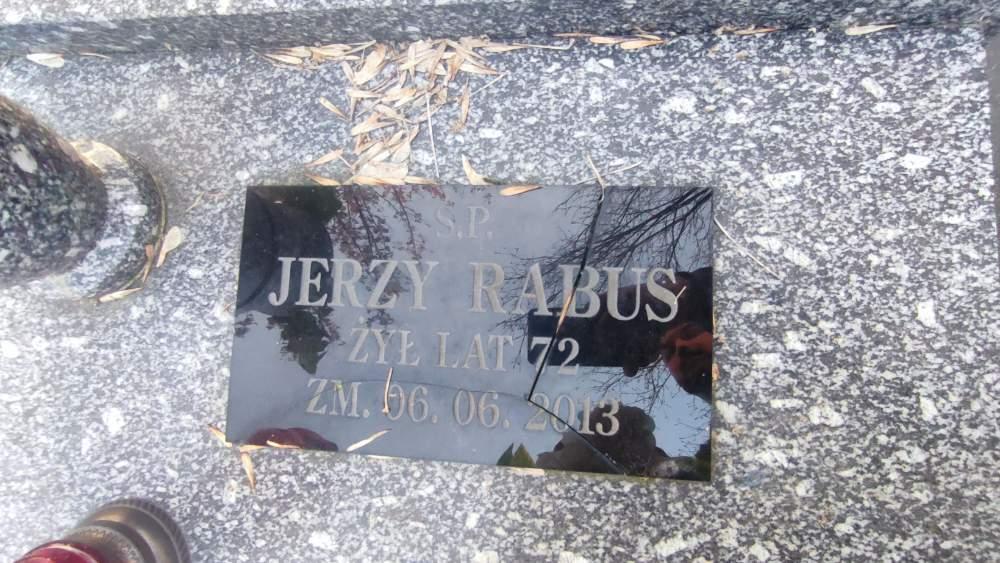 Ś.P.
JERZY RABUS
ŻYŁ LAT 72
ZM. 06. 06. 2013